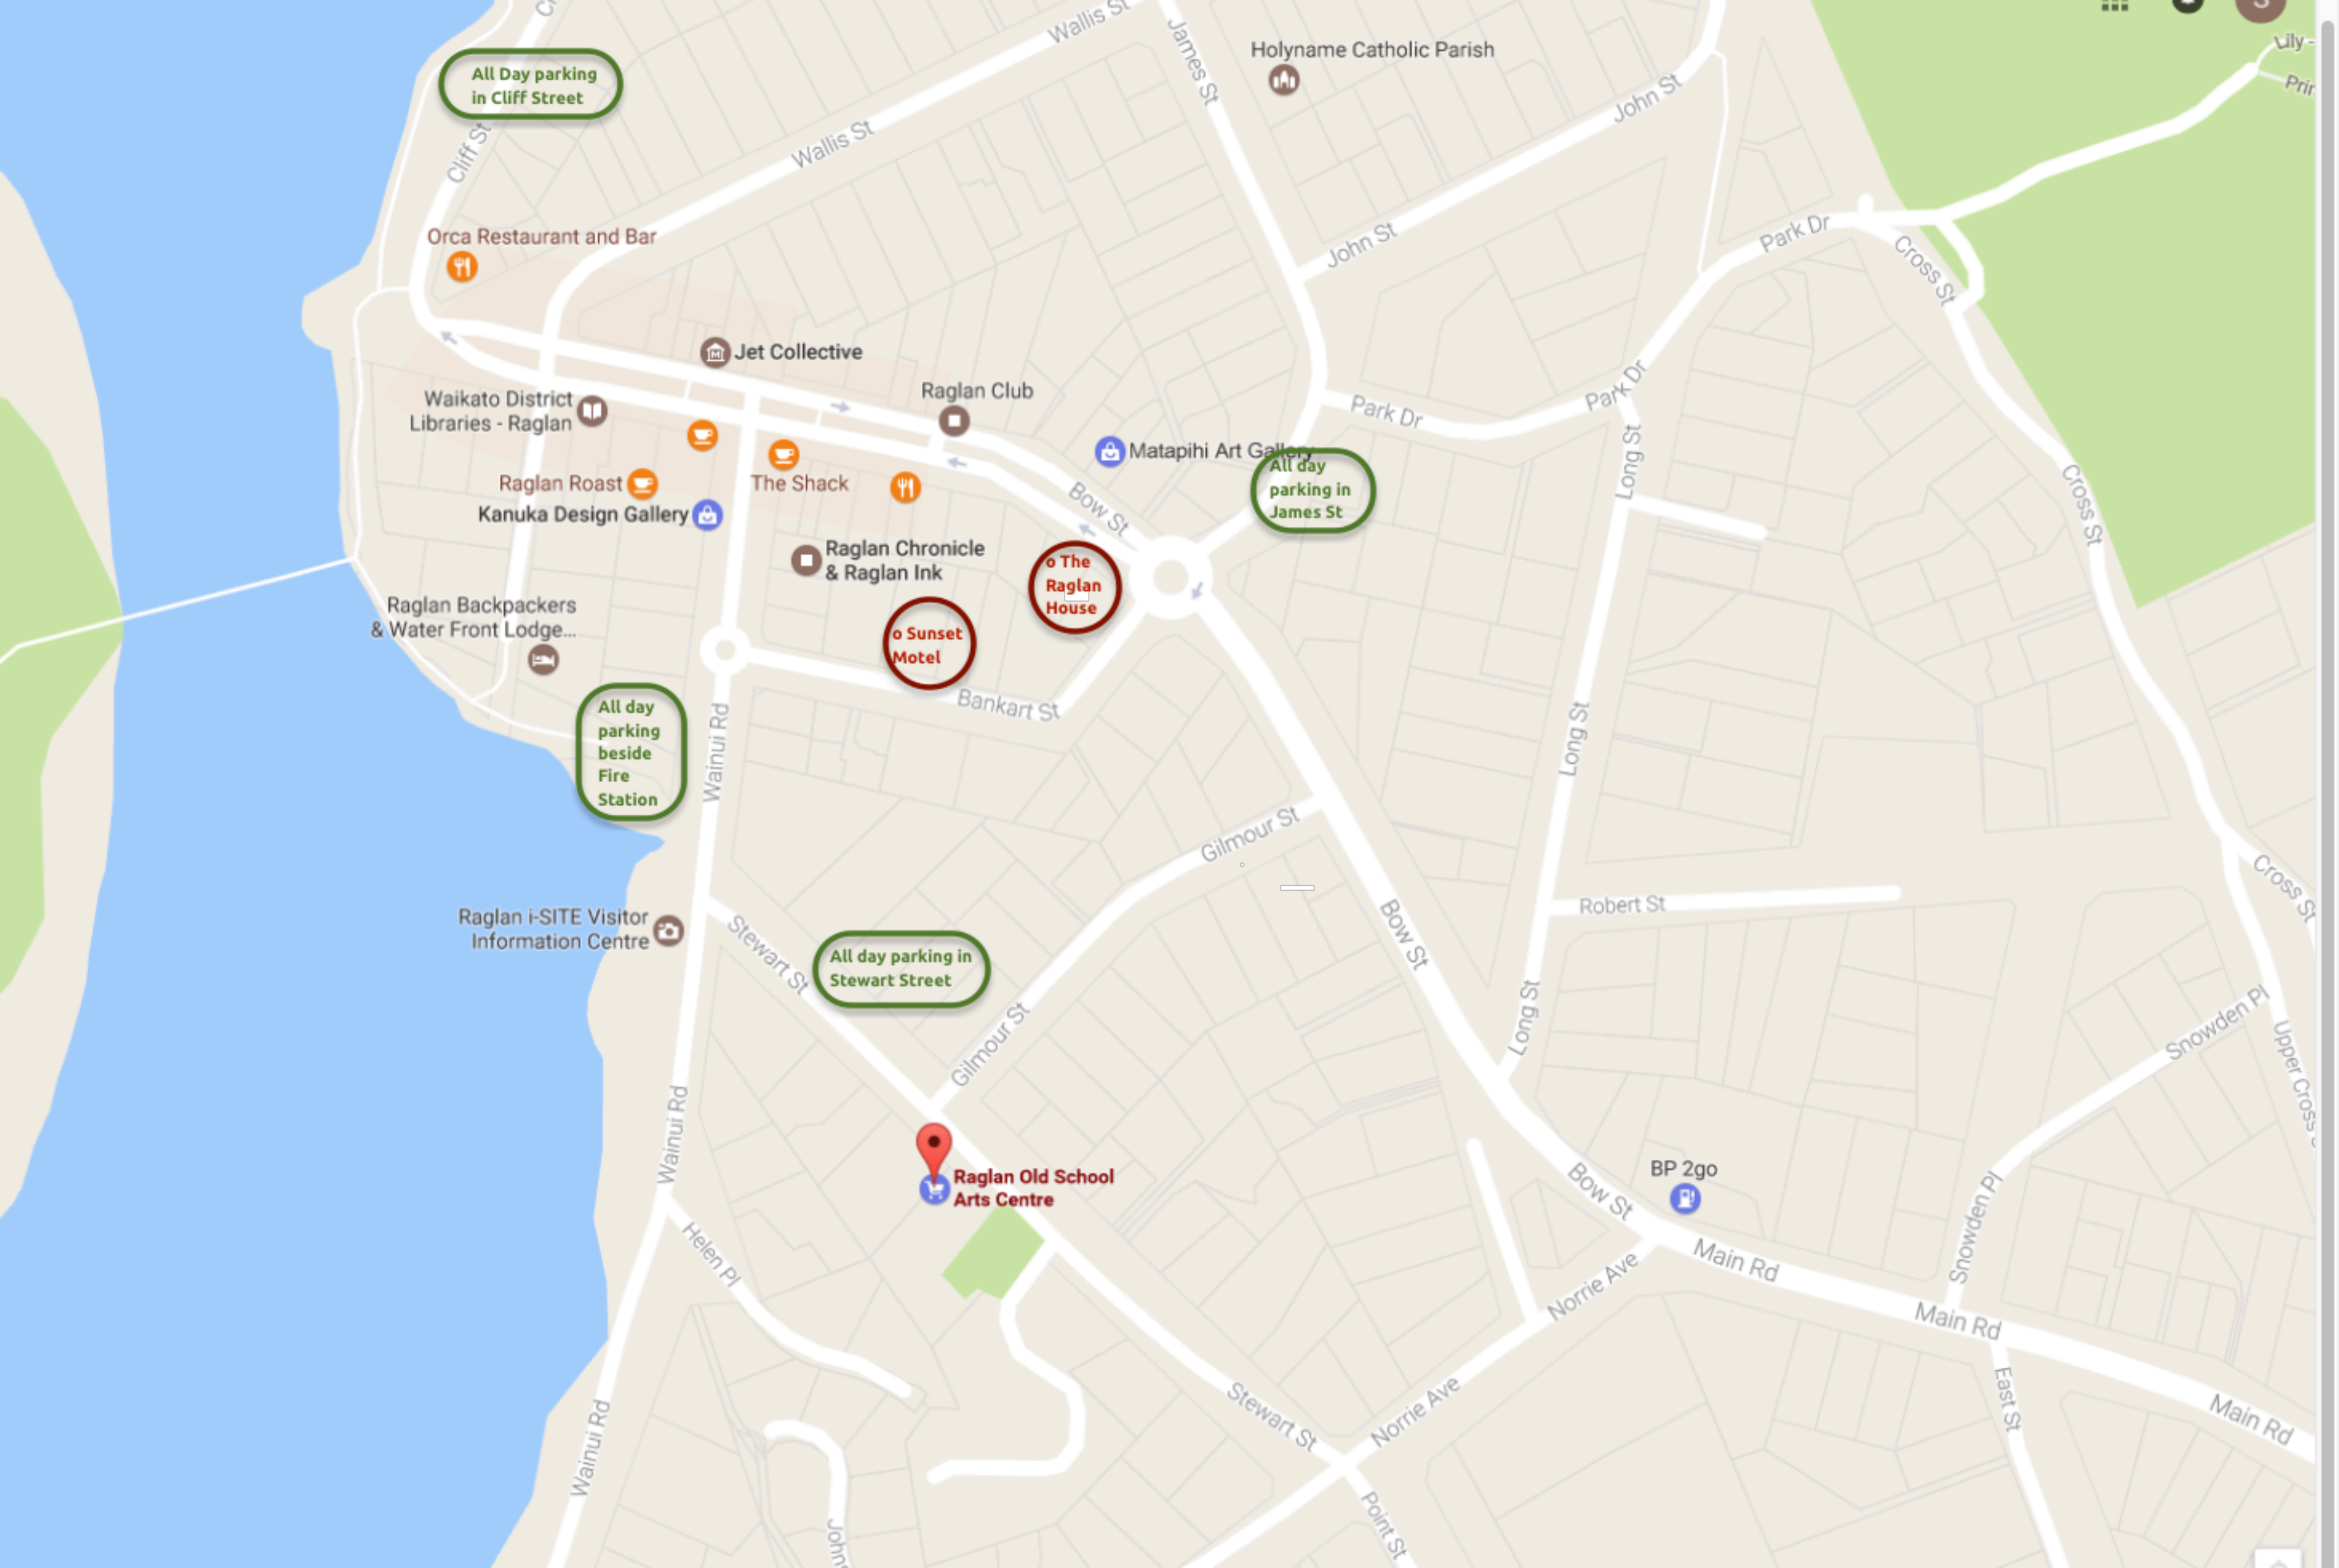 All Day parking
in Cliff Street
Cliff St
Wallis St
Wallis St
James St
Holyname Catholic Parish
John St
John St
Lily-
S
Park Dr
Cross St
Orca Restaurant and Bar
Jet Collective
Waikato District
Libraries - Raglan
Raglan Club
Park Dr
Park Dr
Matapihi Art Gallery
All day
parking in
James St
Long St
Cross St
Raglan Roast
The Shack
Kanuka Design Gallery
Bow St
Raglan Chronicle
& Raglan Ink
o The
Raglan
House
Raglan Backpackers
& Water Front Lodge...
o Sunset
Motel
Bankart St
All day
parking
beside
Fire
Station
Wainui Rd
Long St
Gilmour St
Robert St
Cross St
Raglan i-SITE Visitor
Information Centre
Stewart St
All day parking in
Stewart Street
Bow St
Gilmour St
Long St
Snowden Pl
Upper Cross
Wainui Rd
Raglan Old School
Arts Centre
BP 2go
Bow St
Snowden Pl
Helen Pl
Main Rd
Norrie Ave
Main Rd
East St
Wainui Rd
Stewart St
Norrie Ave
Main Rd
Point St
Johns